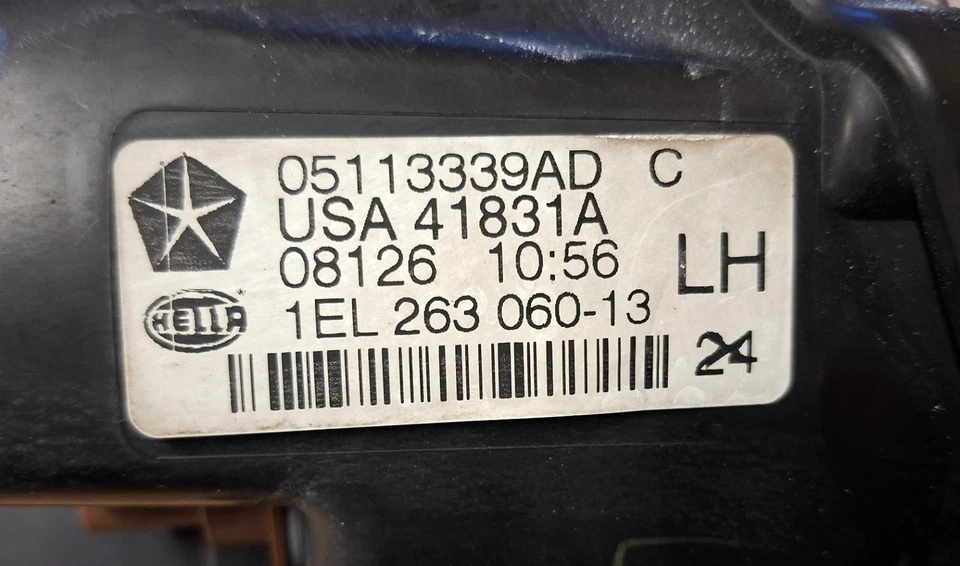 05113339AD C
USA 41831A
08126 10:56
LH
HELLA
1EL 263 060-13
24